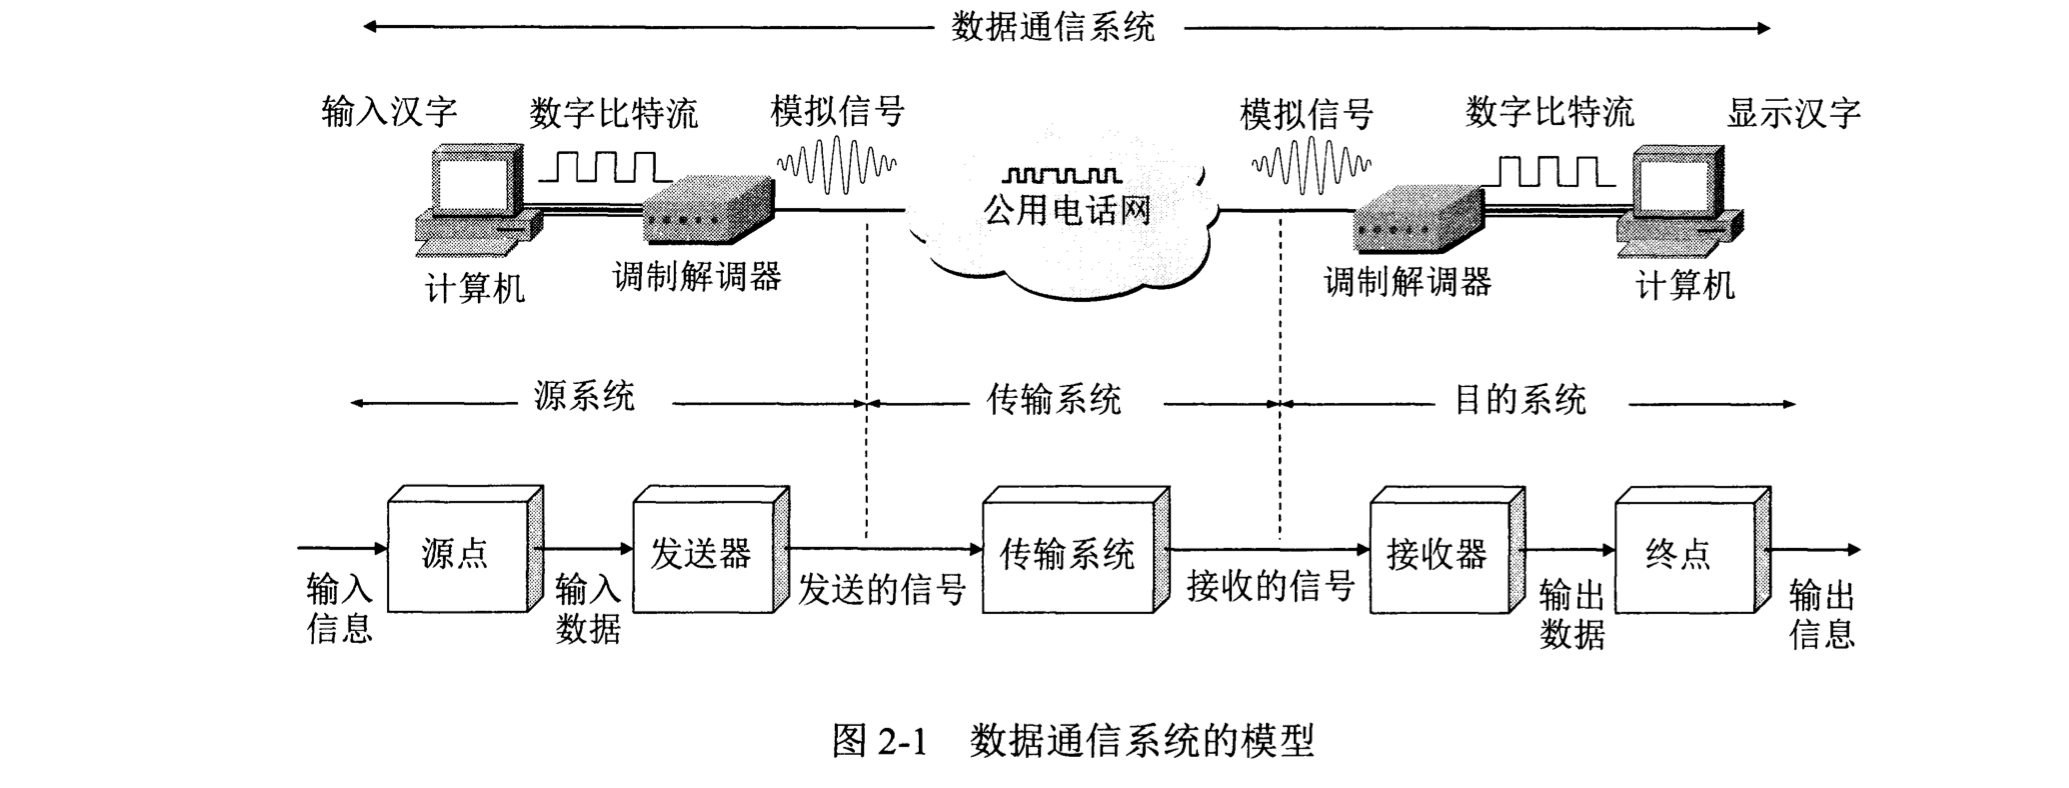 数据通信系统
输入汉字
数字比特流
模拟信号
模拟信号
数字比特流
显示汉字
公用电话网
计算机
调制解调器
调制解调器
计算机
源系统
传输系统
目的系统
源点
发送器
传输系统
接收器
终点
输入
信息
输入
数据
发送的信号
接收的信号
输出
数据
输出
信息
图 2-1 数据通信系统的模型